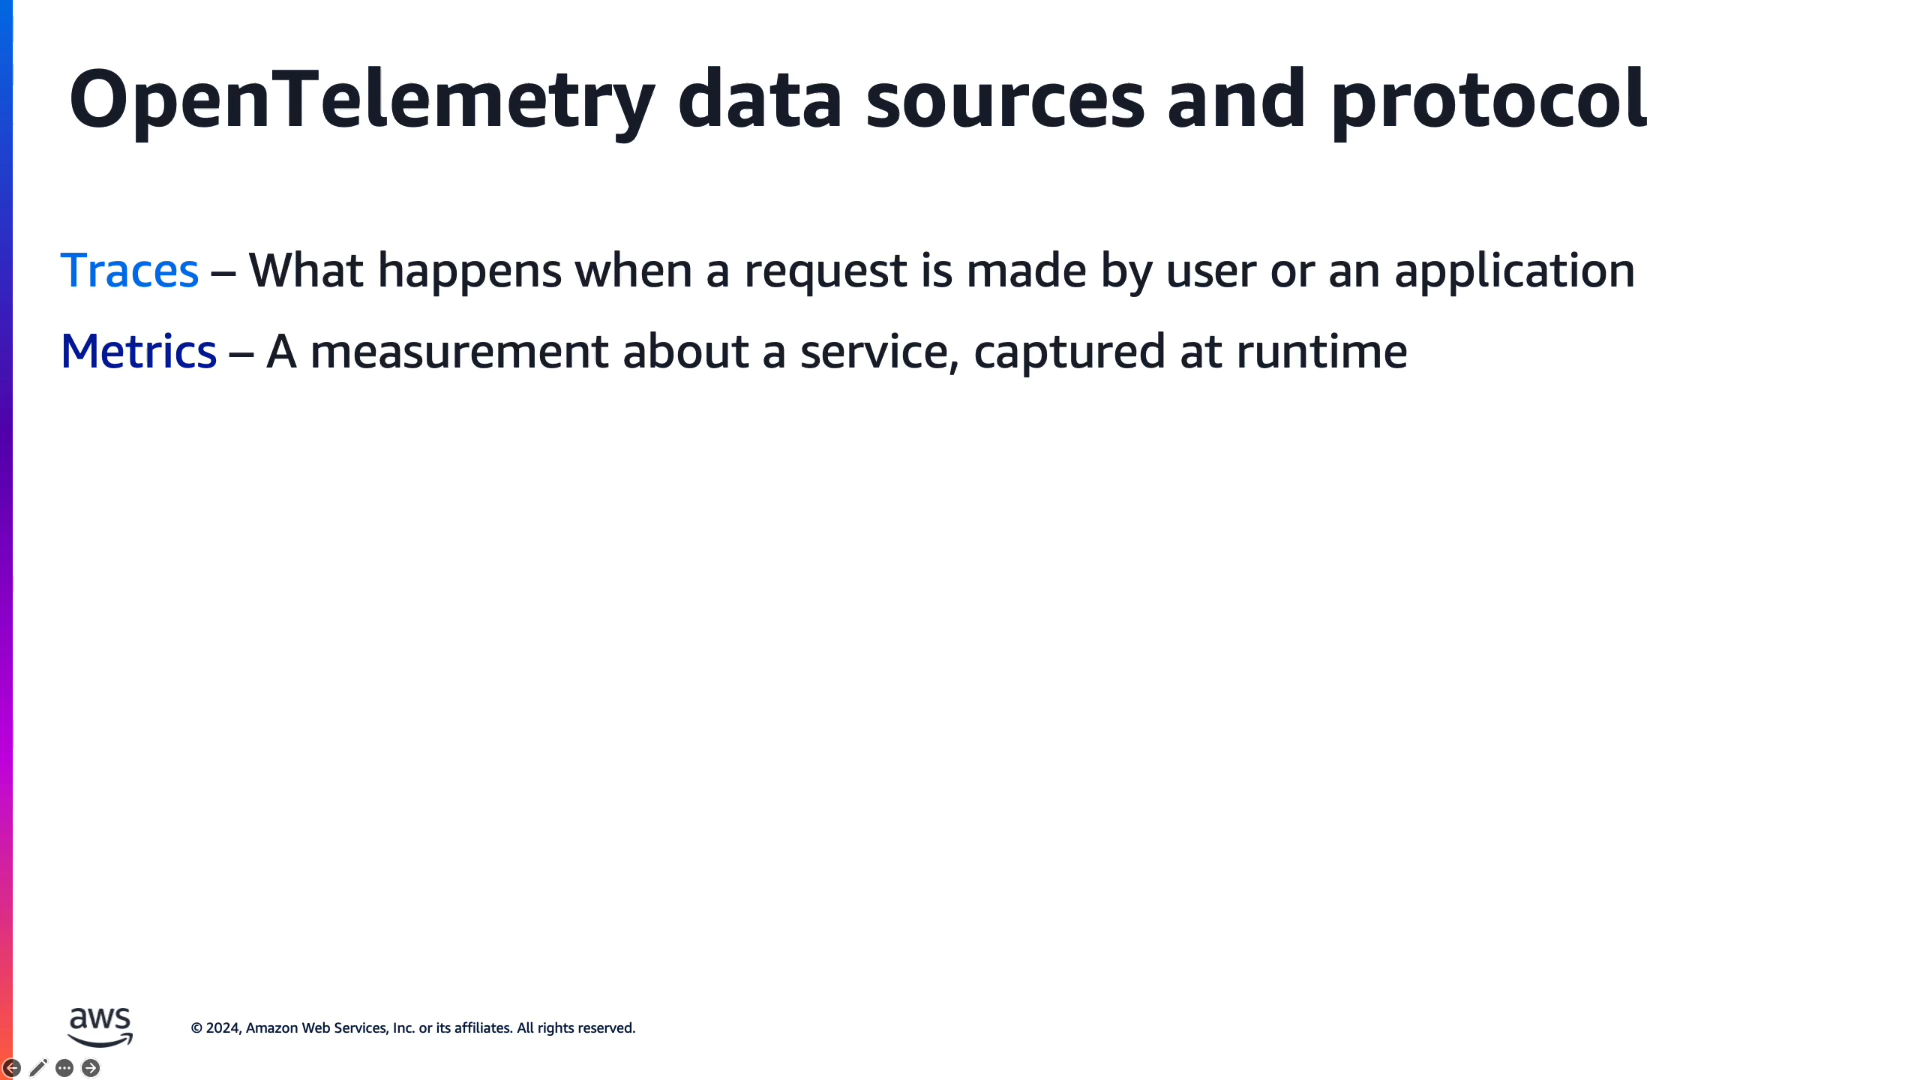 OpenTelemetry data sources and protocol
Traces – What happens when a request is made by user or an application
Metrics – A measurement about a service, captured at runtime
aws
© 2024, Amazon Web Services, Inc. or its affiliates. All rights reserved.